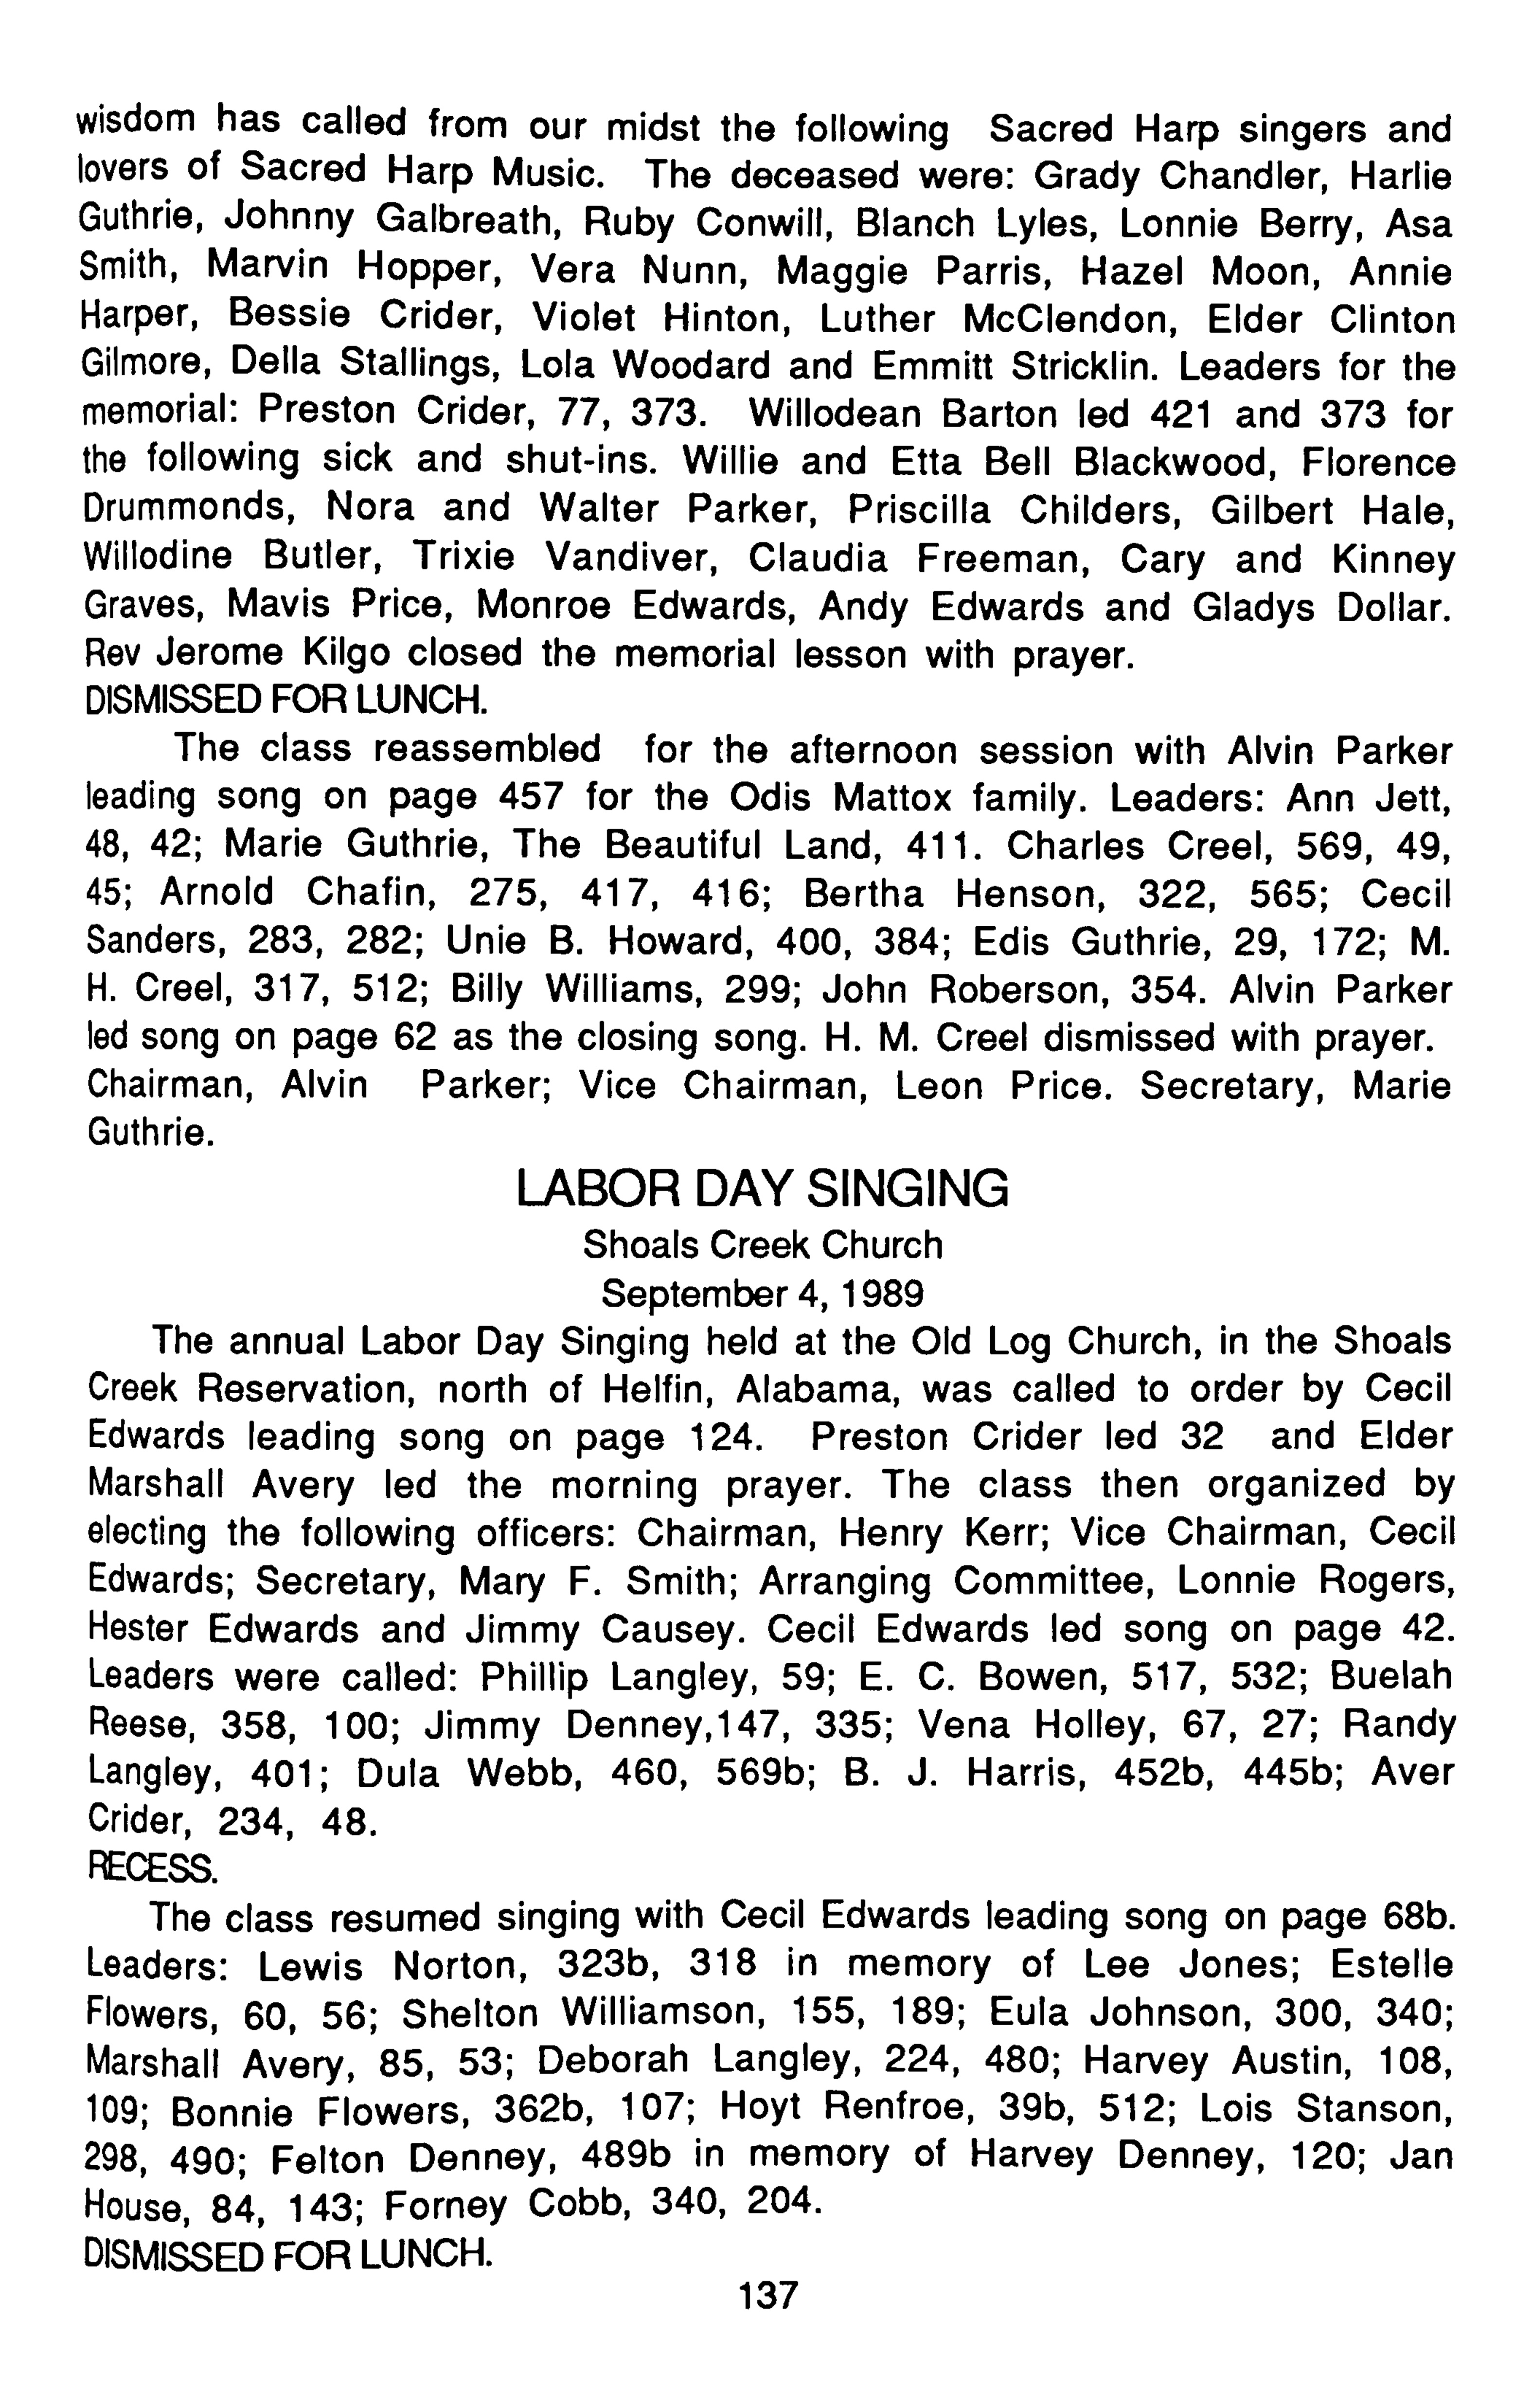 wisdom has called from our midst the following Sacred Harp singers and
lovers of Sacred Harp Music. The deceased were: Grady Chandler, Harlie
Guthrie, Johnny Galbreath, Ruby Conwill, Blanch Lyles, Lonnie Berry, Asa
Smith, Marvin Hopper, Vera Nunn, Maggie Parris, Hazel Moon, Annie
Harper, Bessie Crider, Violet Hinton, Luther McClendon, Elder Clinton
Gilmore, Della Stallings, Lola Woodard and Emmitt Stricklin. Leaders for the
memorial: Preston Crider, 77, 373. Willodean Barton led 421 and 373 for
the following sick and shut-ins. Willie and Etta Bell Blackwood, Florence
Drummonds, Nora and Walter Parker, Priscilla Childers, Gilbert Hale,
Willodine Butler, Trixie Vandiver, Claudia Freeman, Cary and Kinney
Graves, Mavis Price, Monroe Edwards, Andy Edwards and Gladys Dollar.
Rev Jerome Kilgo closed the memorial lesson with prayer.
DISMISSED FOR LUNCH.
The class reassembled for the afternoon session with Alvin Parker
leading song on page 457 for the Odis Mattox family. Leaders: Ann Jett,
48, 42; Marie Guthrie, The Beautiful Land, 411. Charles Creel, 569, 49,
45; Arnold Chafin, 275, 417, 416; Bertha Henson, 322, 565; Cecil
Sanders, 283, 282; Unie B. Howard, 400, 384; Edis Guthrie, 29, 172; M.
H. Creel, 317, 512; Billy Williams, 299; John Roberson, 354. Alvin Parker
led song on page 62 as the closing song. H. M. Creel dismissed with prayer.
Chairman, Alvin Parker; Vice Chairman, Leon Price. Secretary, Marie
Guthrie.
LABOR DAY SINGING
Shoals Creek Church
September 4, 1989
The annual Labor Day Singing held at the Old Log Church, in the Shoals
Creek Reservation, north of Helfin, Alabama, was called to order by Cecil
Edwards leading song on page 124. Preston Crider led 32 and Elder
Marshall Avery led the morning prayer. The class then organized by
electing the following officers: Chairman, Henry Kerr; Vice Chairman, Cecil
Edwards; Secretary, Mary F. Smith; Arranging Committee, Lonnie Rogers,
Hester Edwards and Jimmy Causey. Cecil Edwards led song on page 42.
Leaders were called: Phillip Langley, 59; E. C. Bowen, 517, 532; Buelah
Reese, 358, 100; Jimmy Denney,147, 335; Vena Holley, 67, 27; Randy
Langley, 401; Dula Webb, 460, 569b; B. J. Harris, 452b, 445b; Aver
Crider, 234, 48.
RECESS.
The class resumed singing with Cecil Edwards leading song on page 68b.
Leaders: Lewis Norton, 323b, 318 in memory of Lee Jones; Estelle
Flowers, 60, 56; Shelton Williamson, 155, 189; Eula Johnson, 300, 340;
Marshall Avery, 85, 53; Deborah Langley, 224, 480; Harvey Austin, 108,
109; Bonnie Flowers, 362b, 107; Hoyt Renfroe, 39b, 512; Lois Stanson,
298, 490; Felton Denney, 489b in memory of Harvey Denney, 120; Jan
House, 84, 143; Forney Cobb, 340, 204.
DISMISSED FOR LUNCH.
137